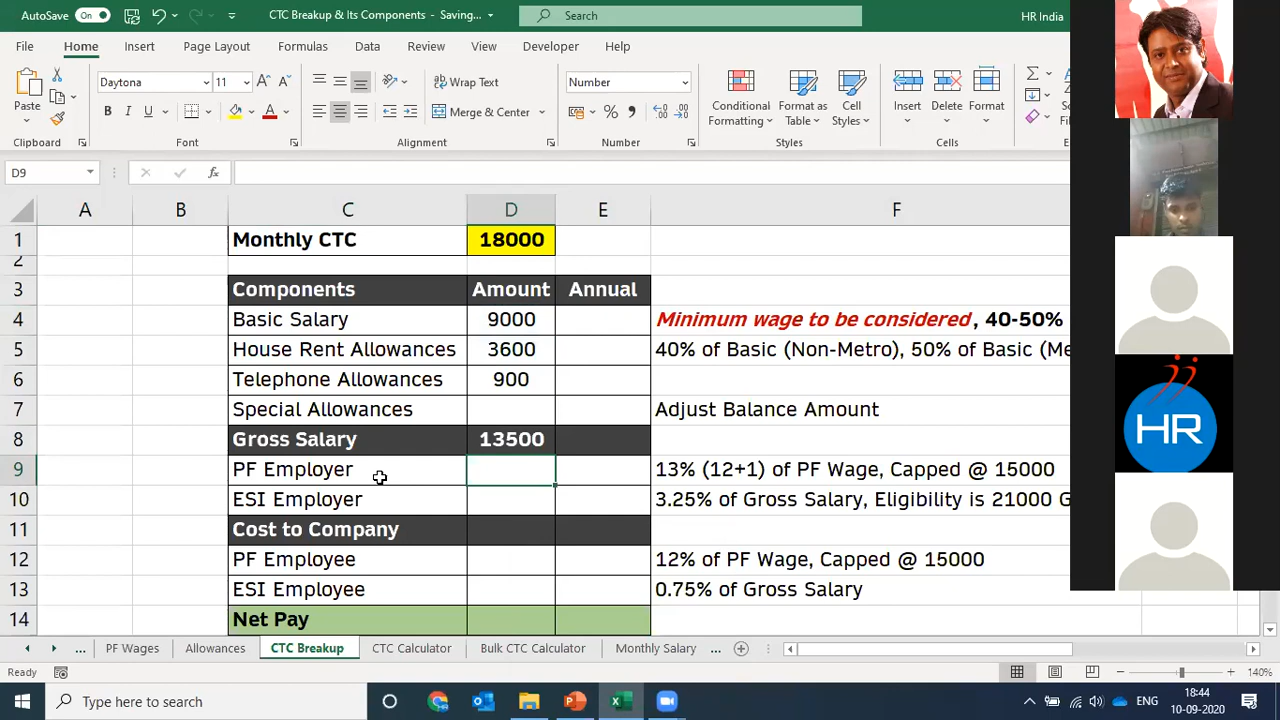 AutoSave On CTC Breakup & Its Components - Saving... Search HR India
File Home Insert Page Layout Formulas Data Review View Developer Help
Paste Daytona 11 Wrap Text Number Conditional Formatting Format as Table Cell Styles Insert Delete Format
B I U Merge & Center
Clipboard Font Alignment Number Styles Cells
D9 fx
A B C D E F
1 Monthly CTC 18000
2
3 Components Amount Annual
4 Basic Salary 9000 Minimum wage to be considered, 40-50%
5 House Rent Allowances 3600 40% of Basic (Non-Metro), 50% of Basic (Me
6 Telephone Allowances 900
7 Special Allowances Adjust Balance Amount
8 Gross Salary 13500
9 PF Employer 13% (12+1) of PF Wage, Capped @ 15000
10 ESI Employer 3.25% of Gross Salary, Eligibility is 21000 G
11 Cost to Company
12 PF Employee 12% of PF Wage, Capped @ 15000
13 ESI Employee 0.75% of Gross Salary
14 Net Pay
HR
... PF Wages Allowances CTC Breakup CTC Calculator Bulk CTC Calculator Monthly Salary ...
Ready 140%
Type here to search ENG 18:44
10-09-2020